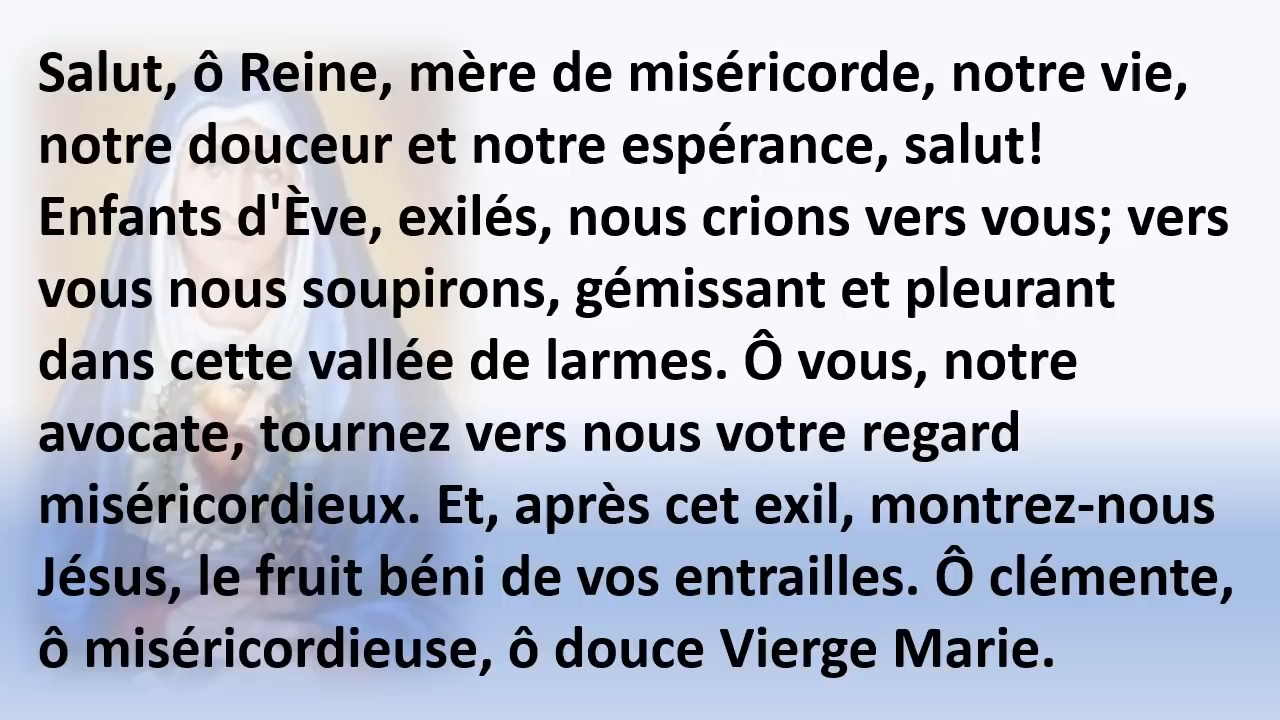 Salut, ô Reine, mère de miséricorde, notre vie,
notre douceur et notre espérance, salut!
Enfants d'Ève, exilés, nous crions vers vous; vers
vous nous soupirons, gémissant et pleurant
dans cette vallée de larmes. Ô vous, notre
avocate, tournez vers nous votre regard
miséricordieux. Et, après cet exil, montrez-nous
Jésus, le fruit béni de vos entrailles. Ô clémente,
ô miséricordieuse, ô douce Vierge Marie.